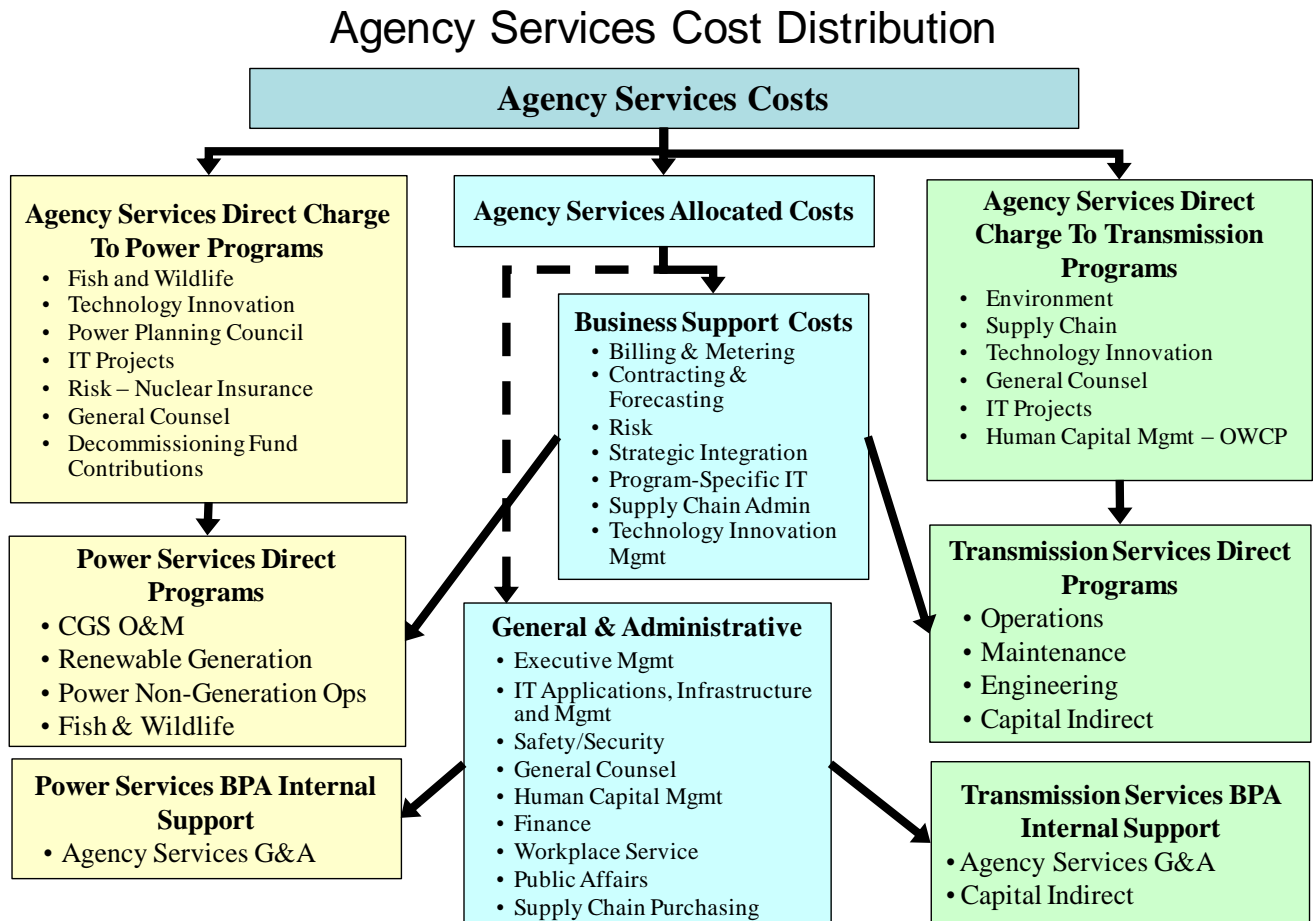 Agency Services Cost Distribution
Agency Services Costs
Agency Services Direct Charge
To Power Programs
• Fish and Wildlife
• Technology Innovation
• Power Planning Council
• IT Projects
• Risk – Nuclear Insurance
• General Counsel
• Decommissioning Fund
Contributions
Agency Services Allocated Costs
Agency Services Direct
Charge To Transmission
Programs
• Environment
• Supply Chain
• Technology Innovation
• General Counsel
• IT Projects
• Human Capital Mgmt – OWCP
Business Support Costs
• Billing & Metering
• Contracting &
Forecasting
• Risk
• Strategic Integration
• Program-Specific IT
• Supply Chain Admin
• Technology Innovation
Mgmt
Power Services Direct
Programs
• CGS O&M
• Renewable Generation
• Power Non-Generation Ops
• Fish & Wildlife
Transmission Services Direct
Programs
• Operations
• Maintenance
• Engineering
• Capital Indirect
General & Administrative
• Executive Mgmt
• IT Applications, Infrastructure
and Mgmt
• Safety/Security
• General Counsel
• Human Capital Mgmt
• Finance
• Workplace Service
• Public Affairs
• Supply Chain Purchasing
Power Services BPA Internal
Support
• Agency Services G&A
Transmission Services BPA
Internal Support
• Agency Services G&A
• Capital Indirect